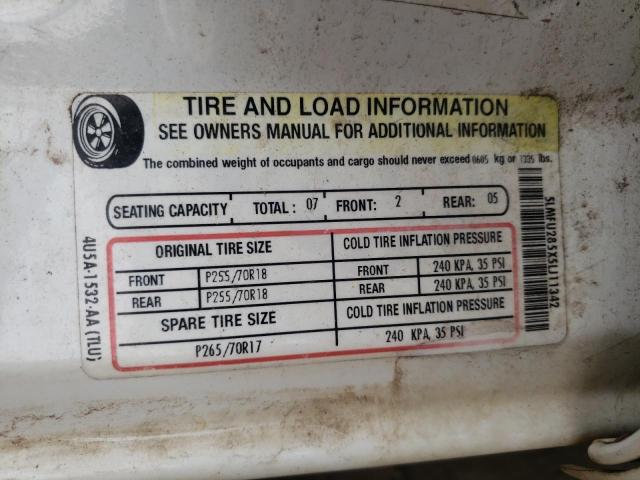 TIRE AND LOAD INFORMATION
SEE OWNERS MANUAL FOR ADDITIONAL INFORMATION
The combined weight of occupants and cargo should never exceed 0605 kg or 1335 lbs.
SEATING CAPACITY TOTAL: 07 FRONT: 2 REAR: 05
ORIGINAL TIRE SIZE COLD TIRE INFLATION PRESSURE
FRONT P255/70R18 FRONT 240 KPA, 35 PSI
REAR P255/70R18 REAR 240 KPA, 35 PSI
SPARE TIRE SIZE COLD TIRE INFLATION PRESSURE
P265/70R17 240 KPA, 35 PSI
4U5A-1532-AA (TLU)
5LMFU285X5LJ11342